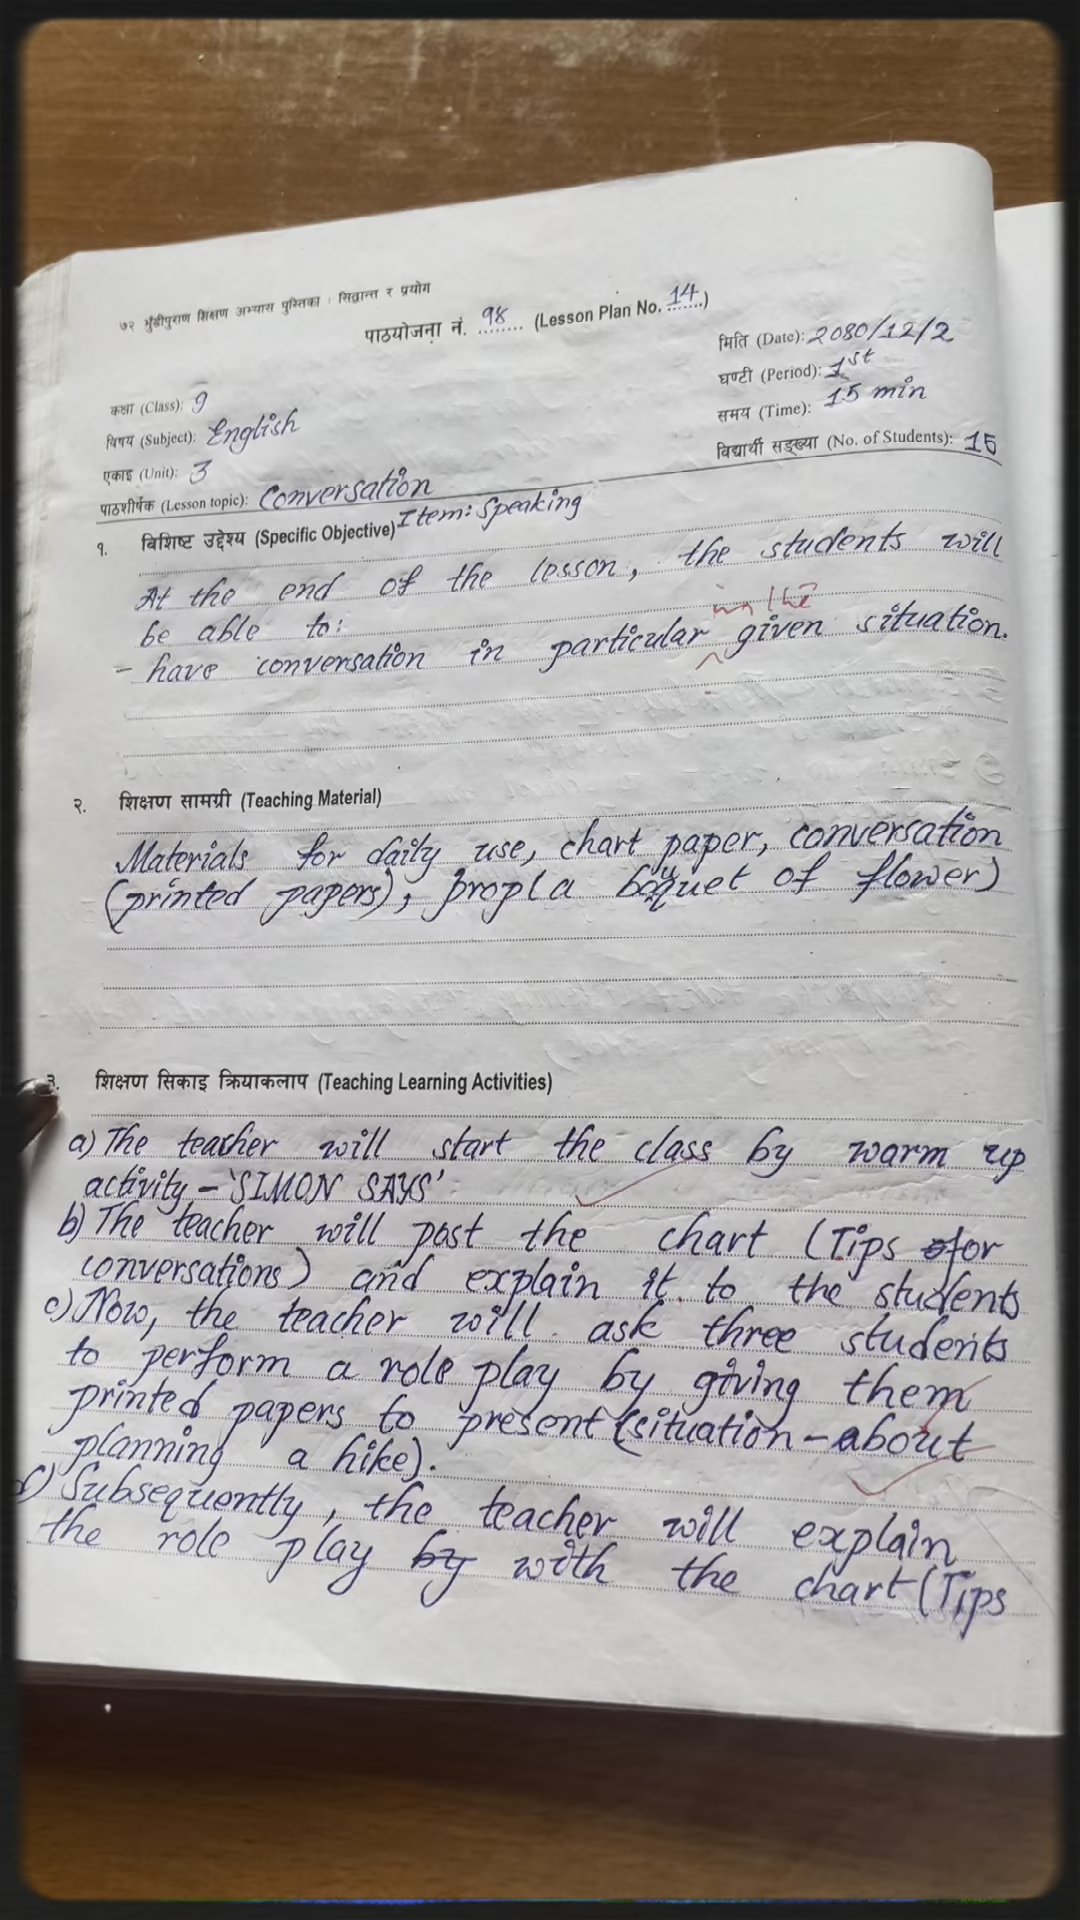 ७२ भुँडीपुराण शिक्षण अभ्यास पुस्तिका : सिद्धान्त र प्रयोग
पाठयोजना नं. १४ (Lesson Plan No. 14)
मिति (Date): 2080/12/2
कक्षा (Class): 9
घण्टी (Period): 1st
विषय (Subject): English
समय (Time): 15 min
एकाइ (Unit): 3
विद्यार्थी सङ्ख्या (No. of Students): 15
पाठशीर्षक (Lesson topic): Conversation
Item: Speaking
१. विशिष्ट उद्देश्य (Specific Objective)
At the end of the lesson, the students will
be able to:
in the
- have conversation in particular ^ given situation.
२. शिक्षण सामग्री (Teaching Material)
Materials for daily use, chart paper, conversation
(printed papers), prop(a boquet of flower)
३. शिक्षण सिकाइ क्रियाकलाप (Teaching Learning Activities)
a) The teacher will start the class by warm up
activity - 'SIMON SAYS'
b) The teacher will past the chart (Tips for
conversations) and explain it to the students
c) Now, the teacher will ask three students
to perform a role play by giving them
printed papers to present (situation - about
planning a hike).
d) Subsequently, the teacher will explain
the role play by with the chart (Tips